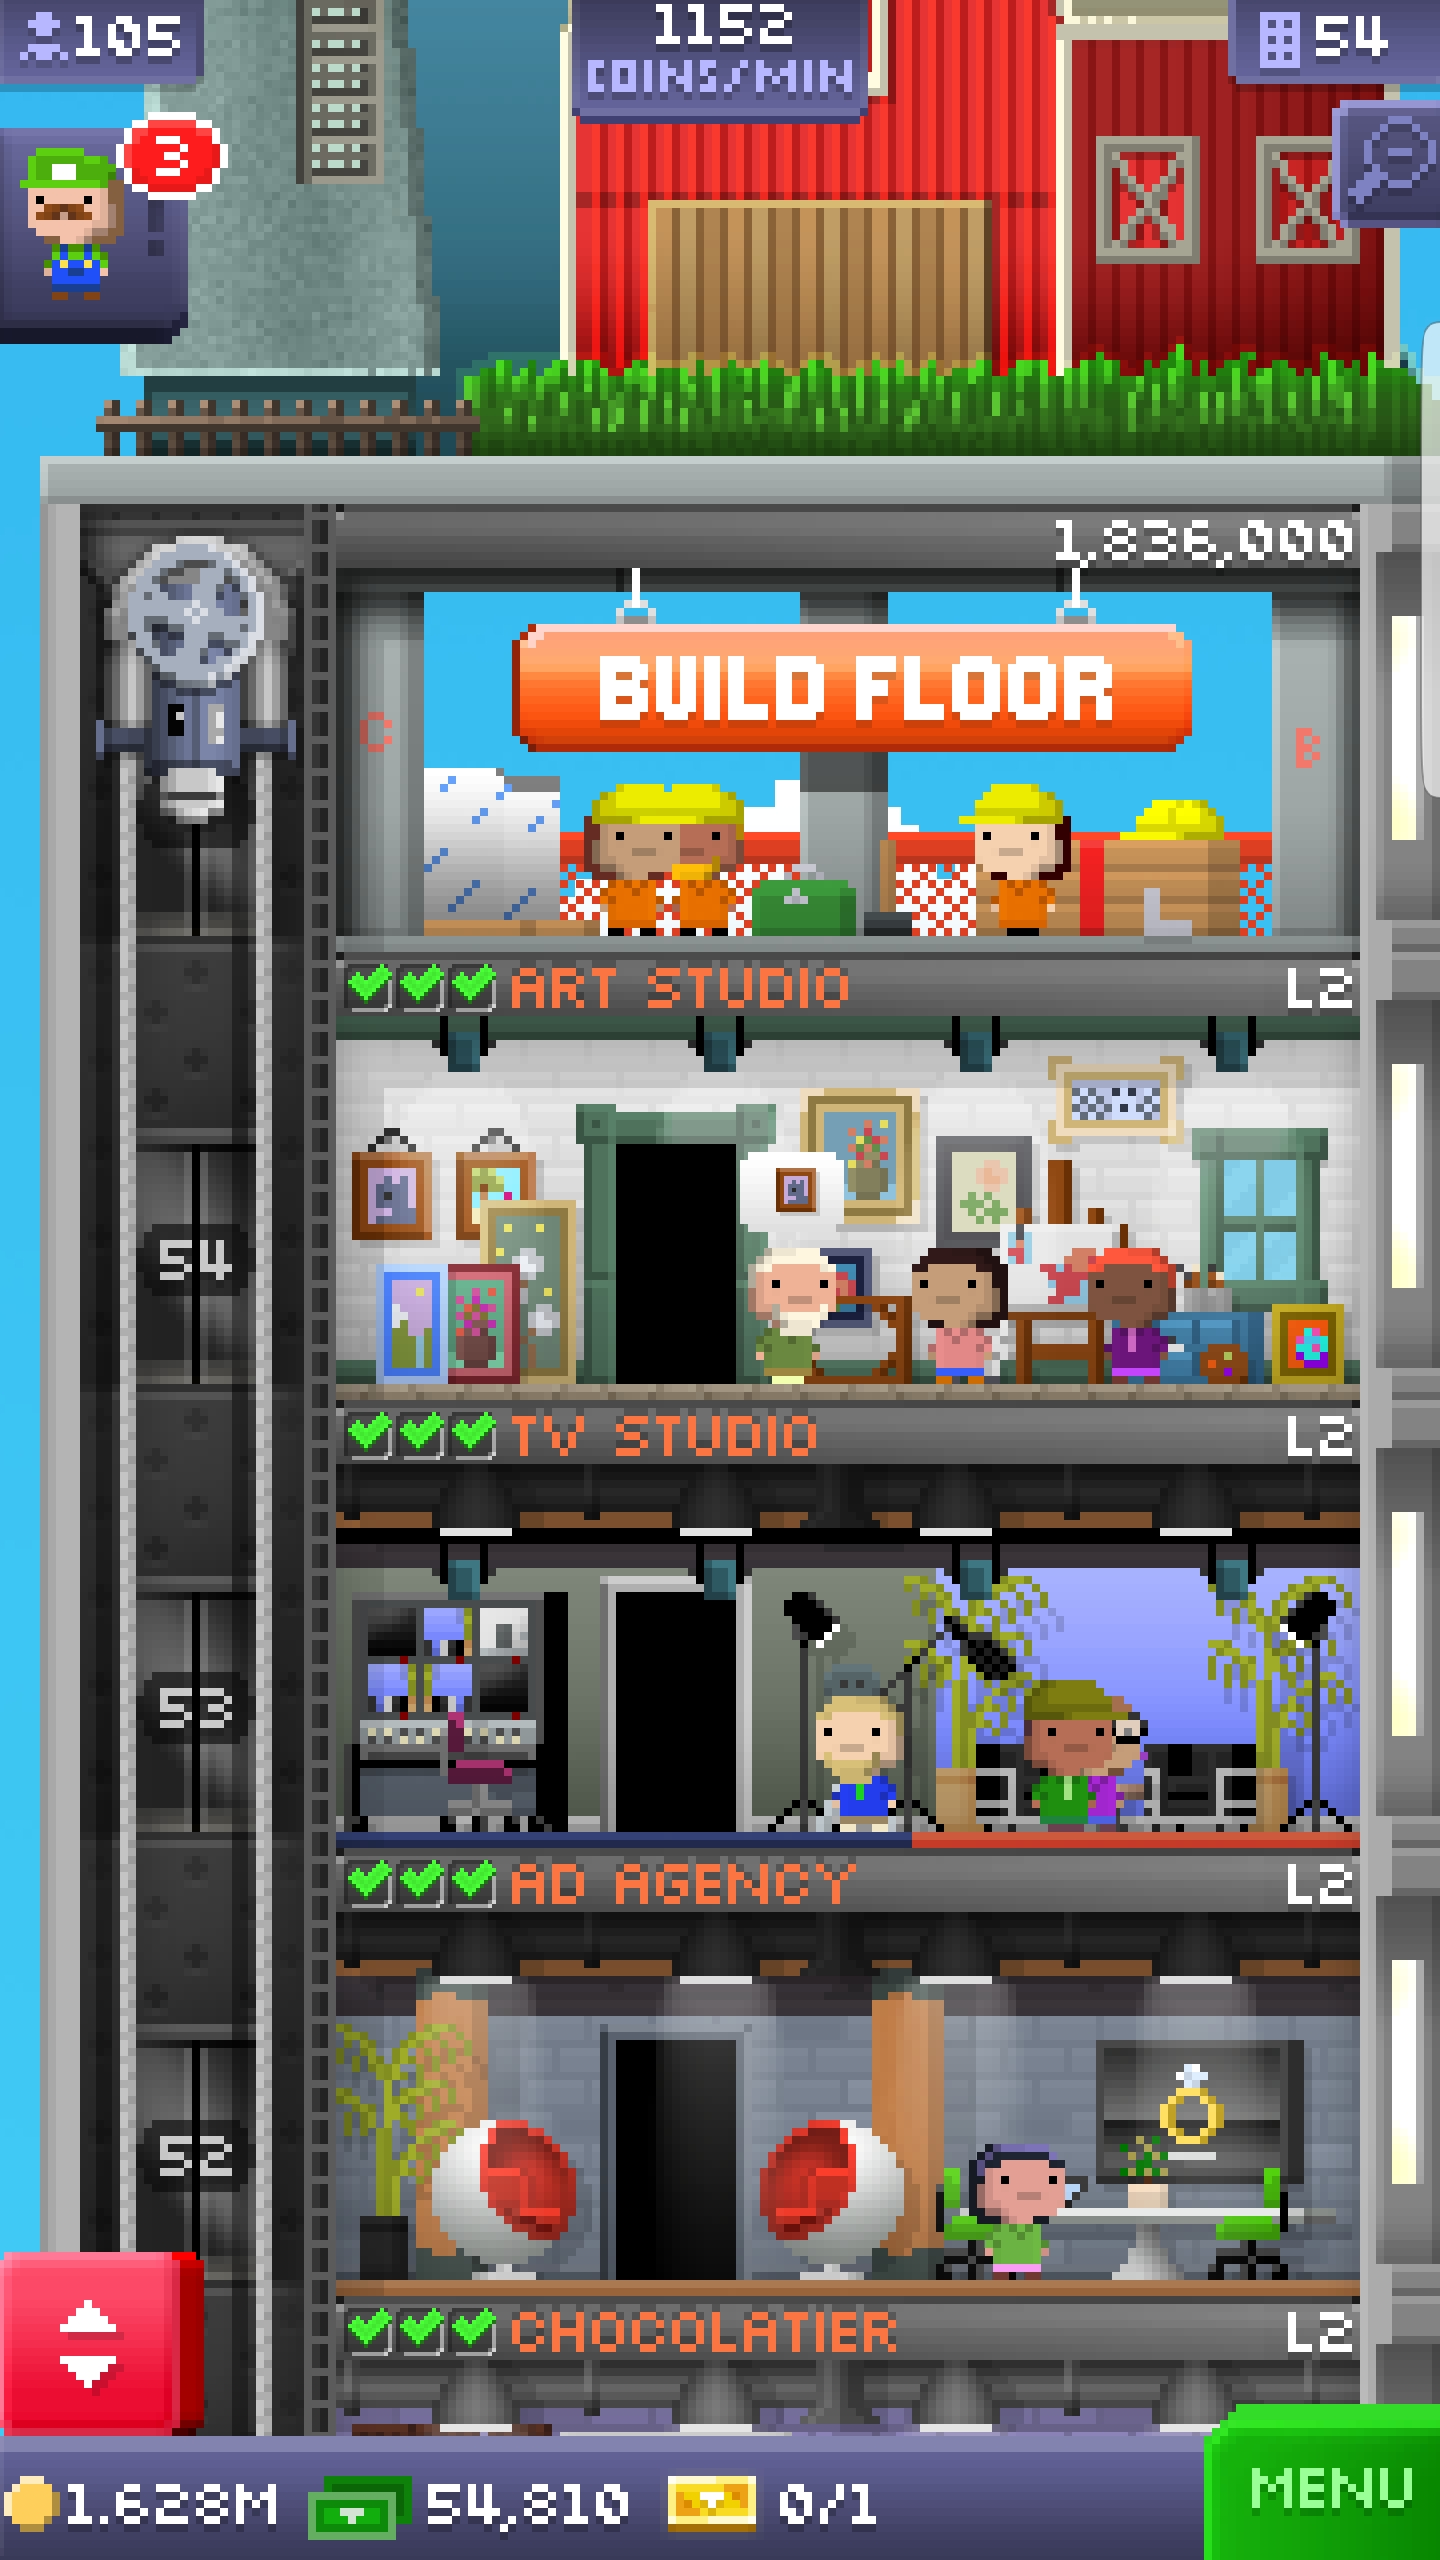 105
1152
COINS/MIN
54
3
1,836,000
BUILD FLOOR
C
B
ART STUDIO
L2
54
TV STUDIO
L2
53
AD AGENCY
L2
52
CHOCOLATIER
L2
1.628M
54,810
0/1
MENU